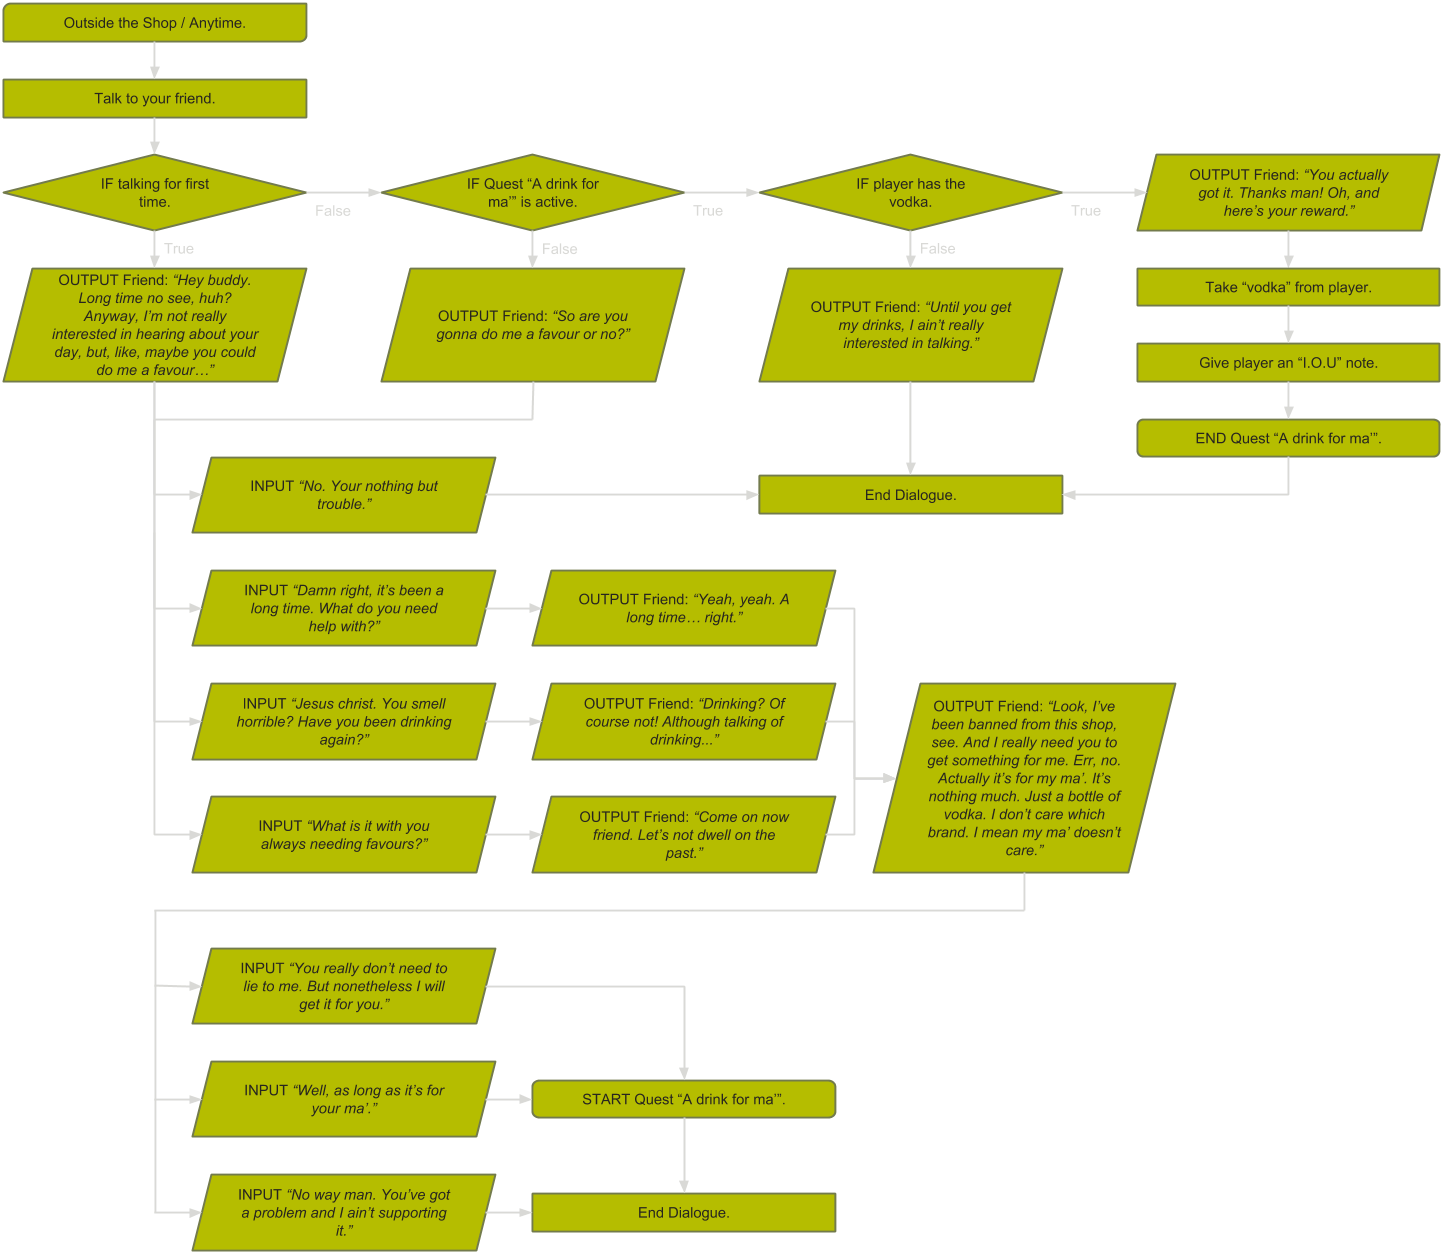 Outside the Shop / Anytime.
Talk to your friend.
IF talking for first
time.
False
True
IF Quest “A drink for
ma’” is active.
True
False
IF player has the
vodka.
True
False
OUTPUT Friend: “You actually
got it. Thanks man! Oh, and
here’s your reward.”
OUTPUT Friend: “Hey buddy.
Long time no see, huh?
Anyway, I’m not really
interested in hearing about your
day, but, like, maybe you could
do me a favour…”
OUTPUT Friend: “So are you
gonna do me a favour or no?”
OUTPUT Friend: “Until you get
my drinks, I ain’t really
interested in talking.”
Take “vodka” from player.
Give player an “I.O.U” note.
END Quest “A drink for ma’”.
INPUT “No. Your nothing but
trouble.”
End Dialogue.
INPUT “Damn right, it’s been a
long time. What do you need
help with?”
OUTPUT Friend: “Yeah, yeah. A
long time… right.”
INPUT “Jesus christ. You smell
horrible? Have you been drinking
again?”
OUTPUT Friend: “Drinking? Of
course not! Although talking of
drinking...”
INPUT “What is it with you
always needing favours?”
OUTPUT Friend: “Come on now
friend. Let’s not dwell on the
past.”
OUTPUT Friend: “Look, I’ve
been banned from this shop,
see. And I really need you to
get something for me. Err, no.
Actually it’s for my ma’. It’s
nothing much. Just a bottle of
vodka. I don’t care which
brand. I mean my ma’ doesn’t
care.”
INPUT “You really don’t need to
lie to me. But nonetheless I will
get it for you.”
INPUT “Well, as long as it’s for
your ma’.”
START Quest “A drink for ma’”.
INPUT “No way man. You’ve got
a problem and I ain’t supporting
it.”
End Dialogue.